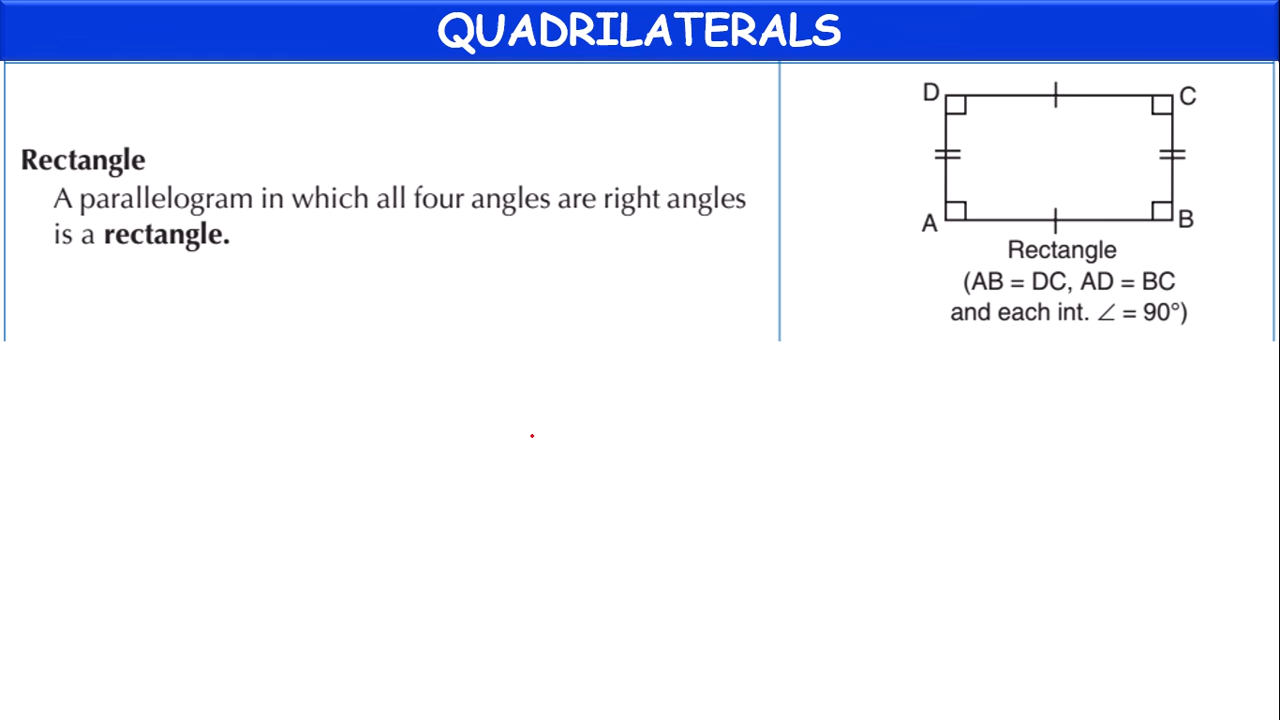 QUADRILATERALS
Rectangle
A parallelogram in which all four angles are right angles
is a rectangle.
D
C
A
B
Rectangle
(AB = DC, AD = BC
and each int. ∠ = 90°)